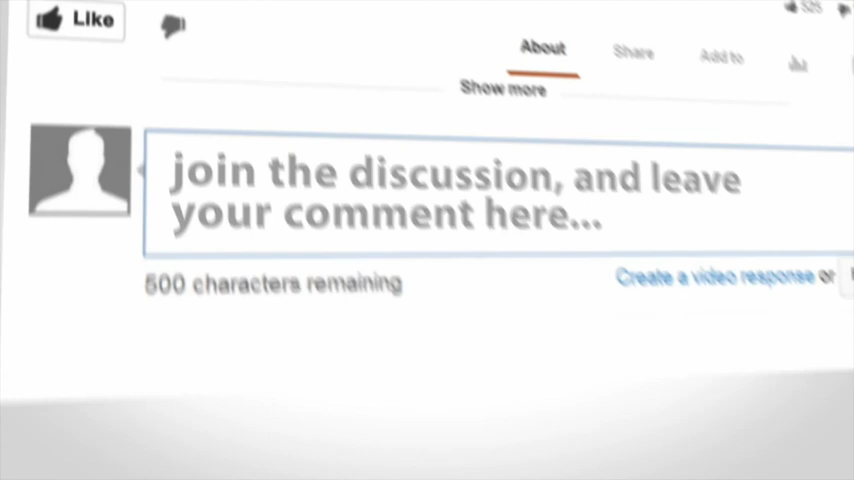 Like
525
About
Share
Add to
Show more
join the discussion, and leave
your comment here...
500 characters remaining
Create a video response or